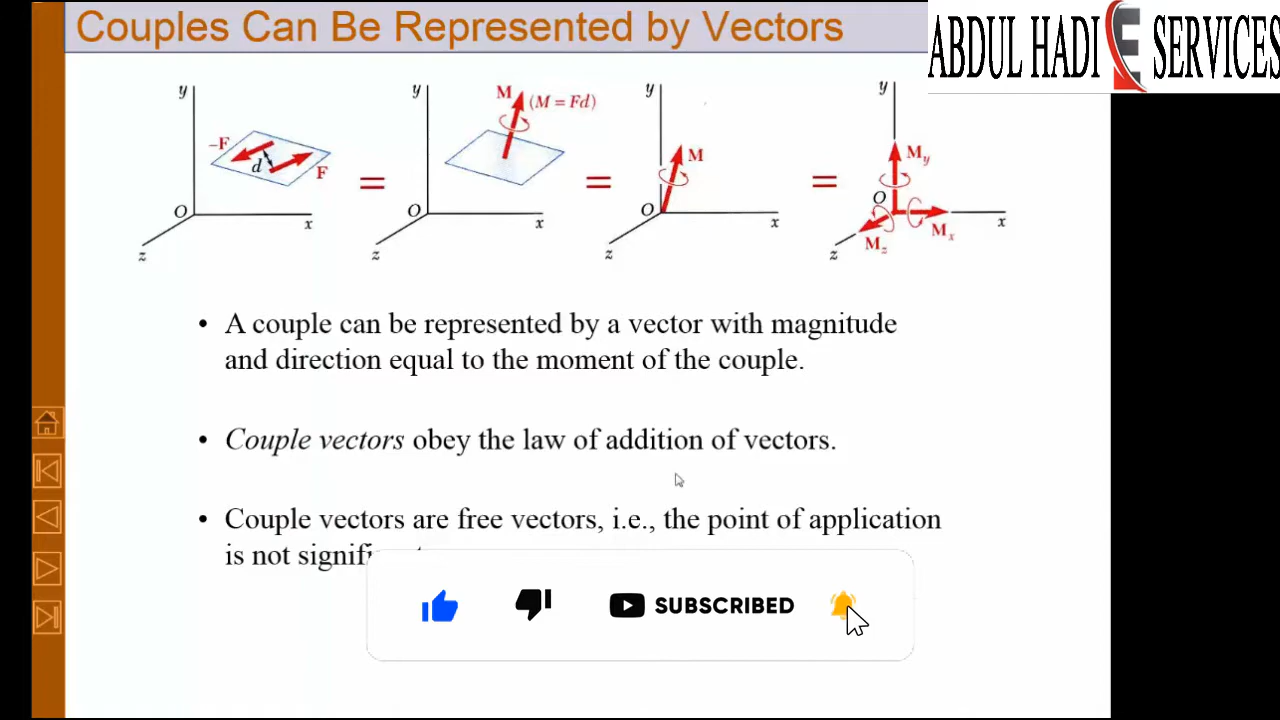 Couples Can Be Represented by Vectors
ABDUL HADI E SERVICES
y
-F
d
F
O
x
z
y
M
(M = Fd)
O
x
z
y
M
O
x
z
y
My
O
Mx
x
Mz
z
=
=
=
• A couple can be represented by a vector with magnitude
and direction equal to the moment of the couple.
• Couple vectors obey the law of addition of vectors.
• Couple vectors are free vectors, i.e., the point of application
is not
SUBSCRIBED